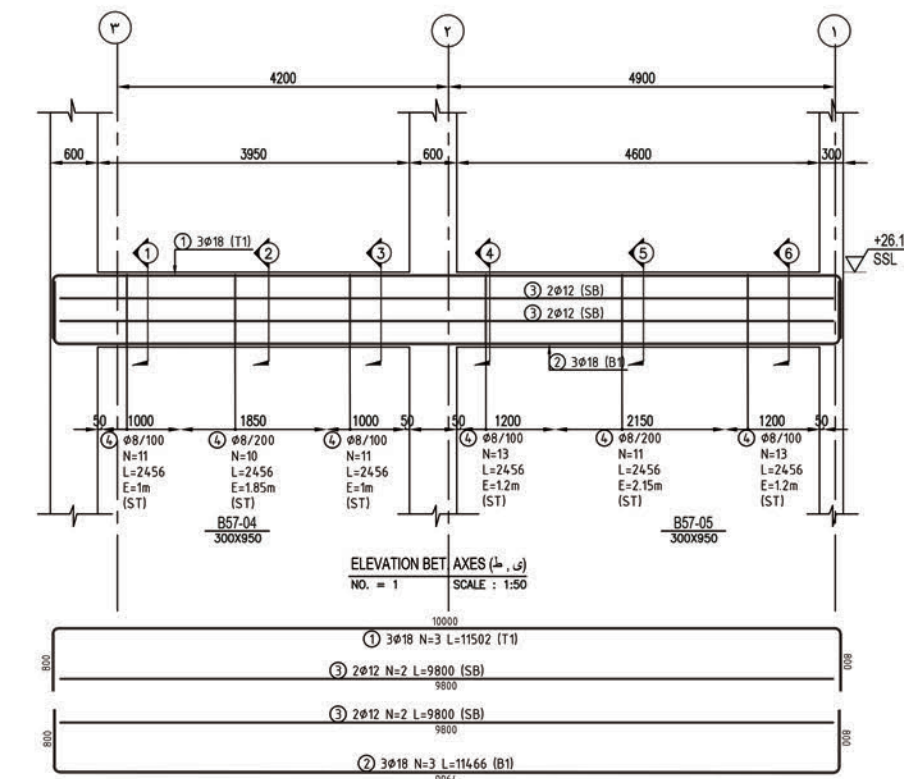 ٣
٢
١
4200
4900
600
3950
600
4600
300
① 3Ø18 (T1)
1
2
3
4
5
6
+26.1
SSL
③ 2Ø12 (SB)
③ 2Ø12 (SB)
② 3Ø18 (B1)
50 1000 1850 1000 50 50 1200 2150 1200 50
④ Ø8/100
N=11
L=2456
E=1m
(ST)
④ Ø8/200
N=10
L=2456
E=1.85m
(ST)
④ Ø8/100
N=11
L=2456
E=1m
(ST)
④ Ø8/100
N=13
L=2456
E=1.2m
(ST)
④ Ø8/200
N=11
L=2456
E=2.15m
(ST)
④ Ø8/100
N=13
L=2456
E=1.2m
(ST)
B57-04
300X950
B57-05
300X950
ELEVATION BET. AXES (ى , ط)
NO. = 1 SCALE : 1:50
10000
① 3Ø18 N=3 L=11502 (T1)
800
800
③ 2Ø12 N=2 L=9800 (SB)
9800
③ 2Ø12 N=2 L=9800 (SB)
9800
800
800
② 3Ø18 N=3 L=11466 (B1)